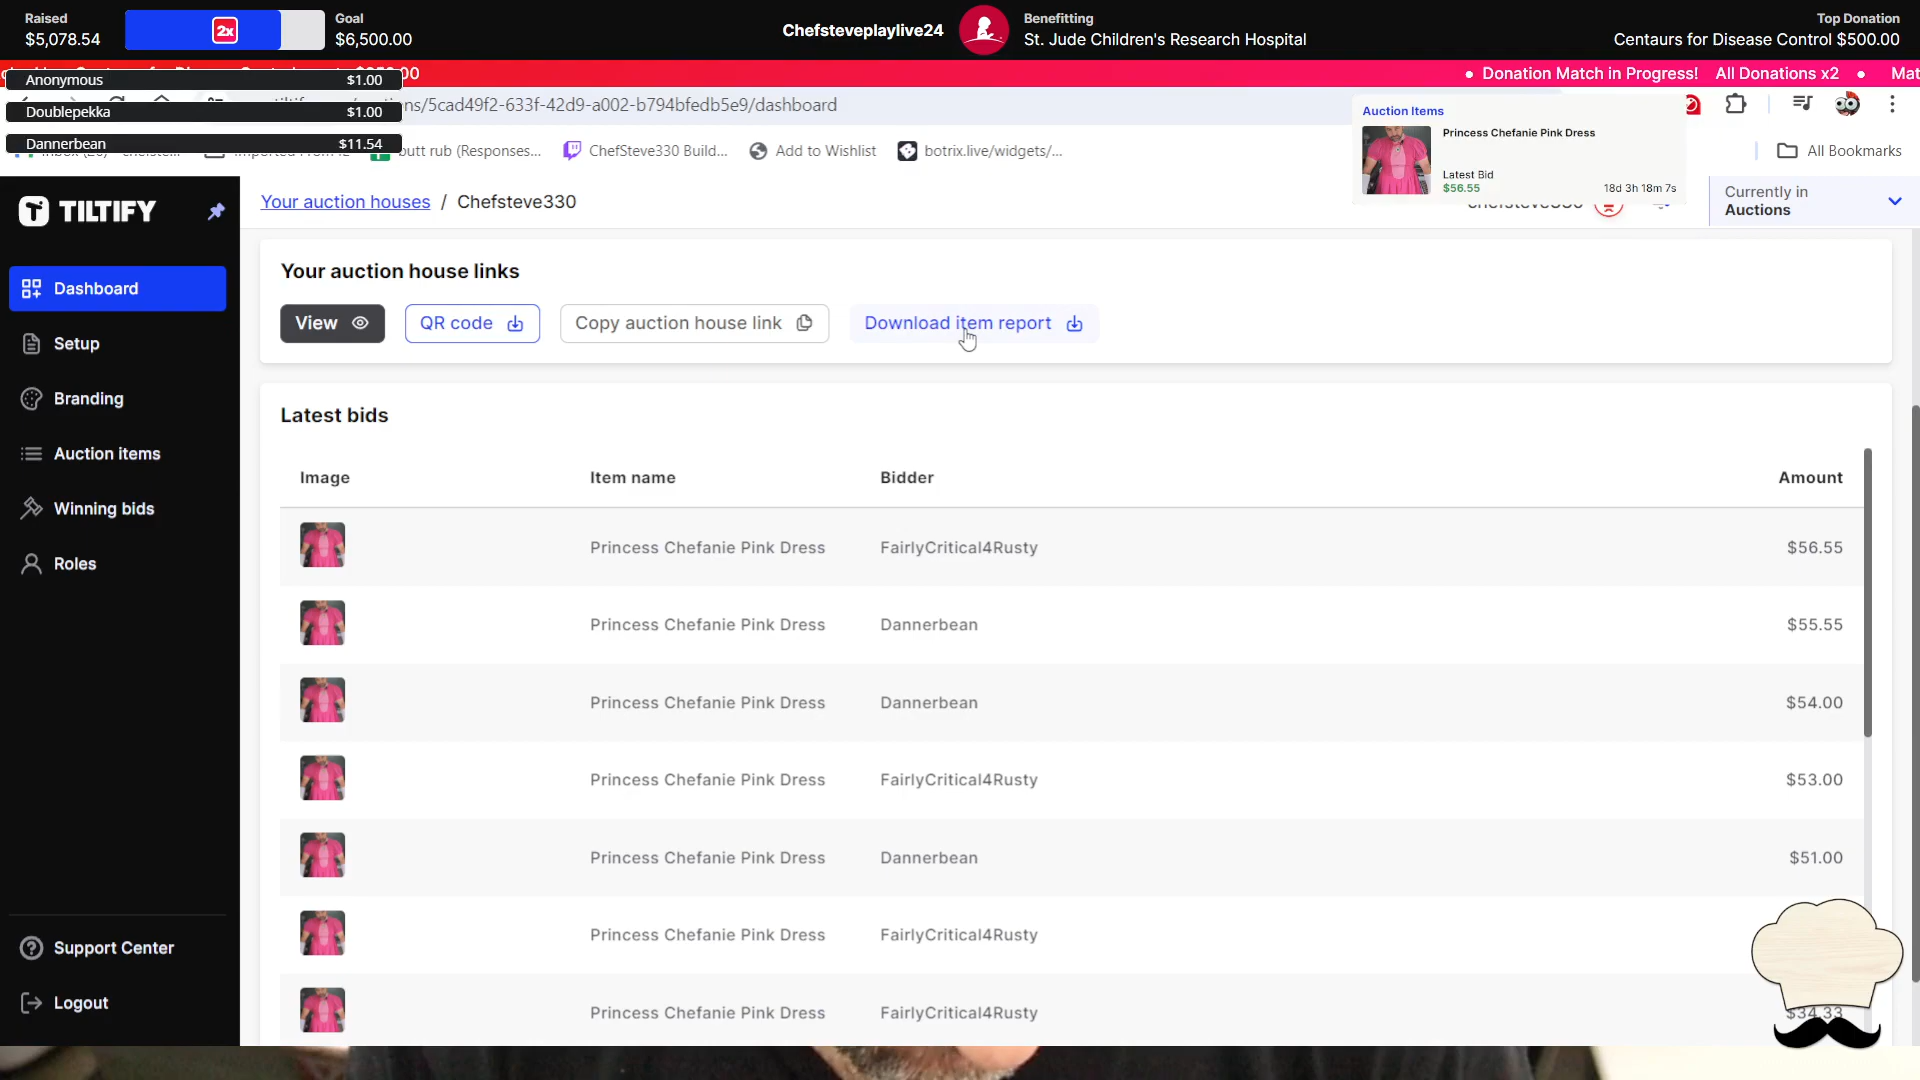 Raised
$5,078.54
2x
Goal
$6,500.00
Chefsteveplaylive24
Benefitting
St. Jude Children's Research Hospital
Top Donation
Centaurs for Disease Control $500.00
Donation Match in Progress! All Donations x2
Mat
Anonymous $1.00
Doublepekka $1.00
Dannerbean $11.54
ns/5cad49f2-633f-42d9-a002-b794bfedb5e9/dashboard
butt rub (Responses...
ChefSteve330 Build...
Add to Wishlist
botrix.live/widgets/...
All Bookmarks
Auction Items
Princess Chefanie Pink Dress
Latest Bid
$56.55
18d 3h 18m 7s
TILTIFY
Your auction houses / Chefsteve330
chefsteve330
Currently in
Auctions
Dashboard
Setup
Branding
Auction items
Winning bids
Roles
Support Center
Logout
Your auction house links
View
QR code
Copy auction house link
Download item report
Latest bids
Image Item name Bidder Amount
Princess Chefanie Pink Dress FairlyCritical4Rusty $56.55
Princess Chefanie Pink Dress Dannerbean $55.55
Princess Chefanie Pink Dress Dannerbean $54.00
Princess Chefanie Pink Dress FairlyCritical4Rusty $53.00
Princess Chefanie Pink Dress Dannerbean $51.00
Princess Chefanie Pink Dress FairlyCritical4Rusty
Princess Chefanie Pink Dress FairlyCritical4Rusty $34.33